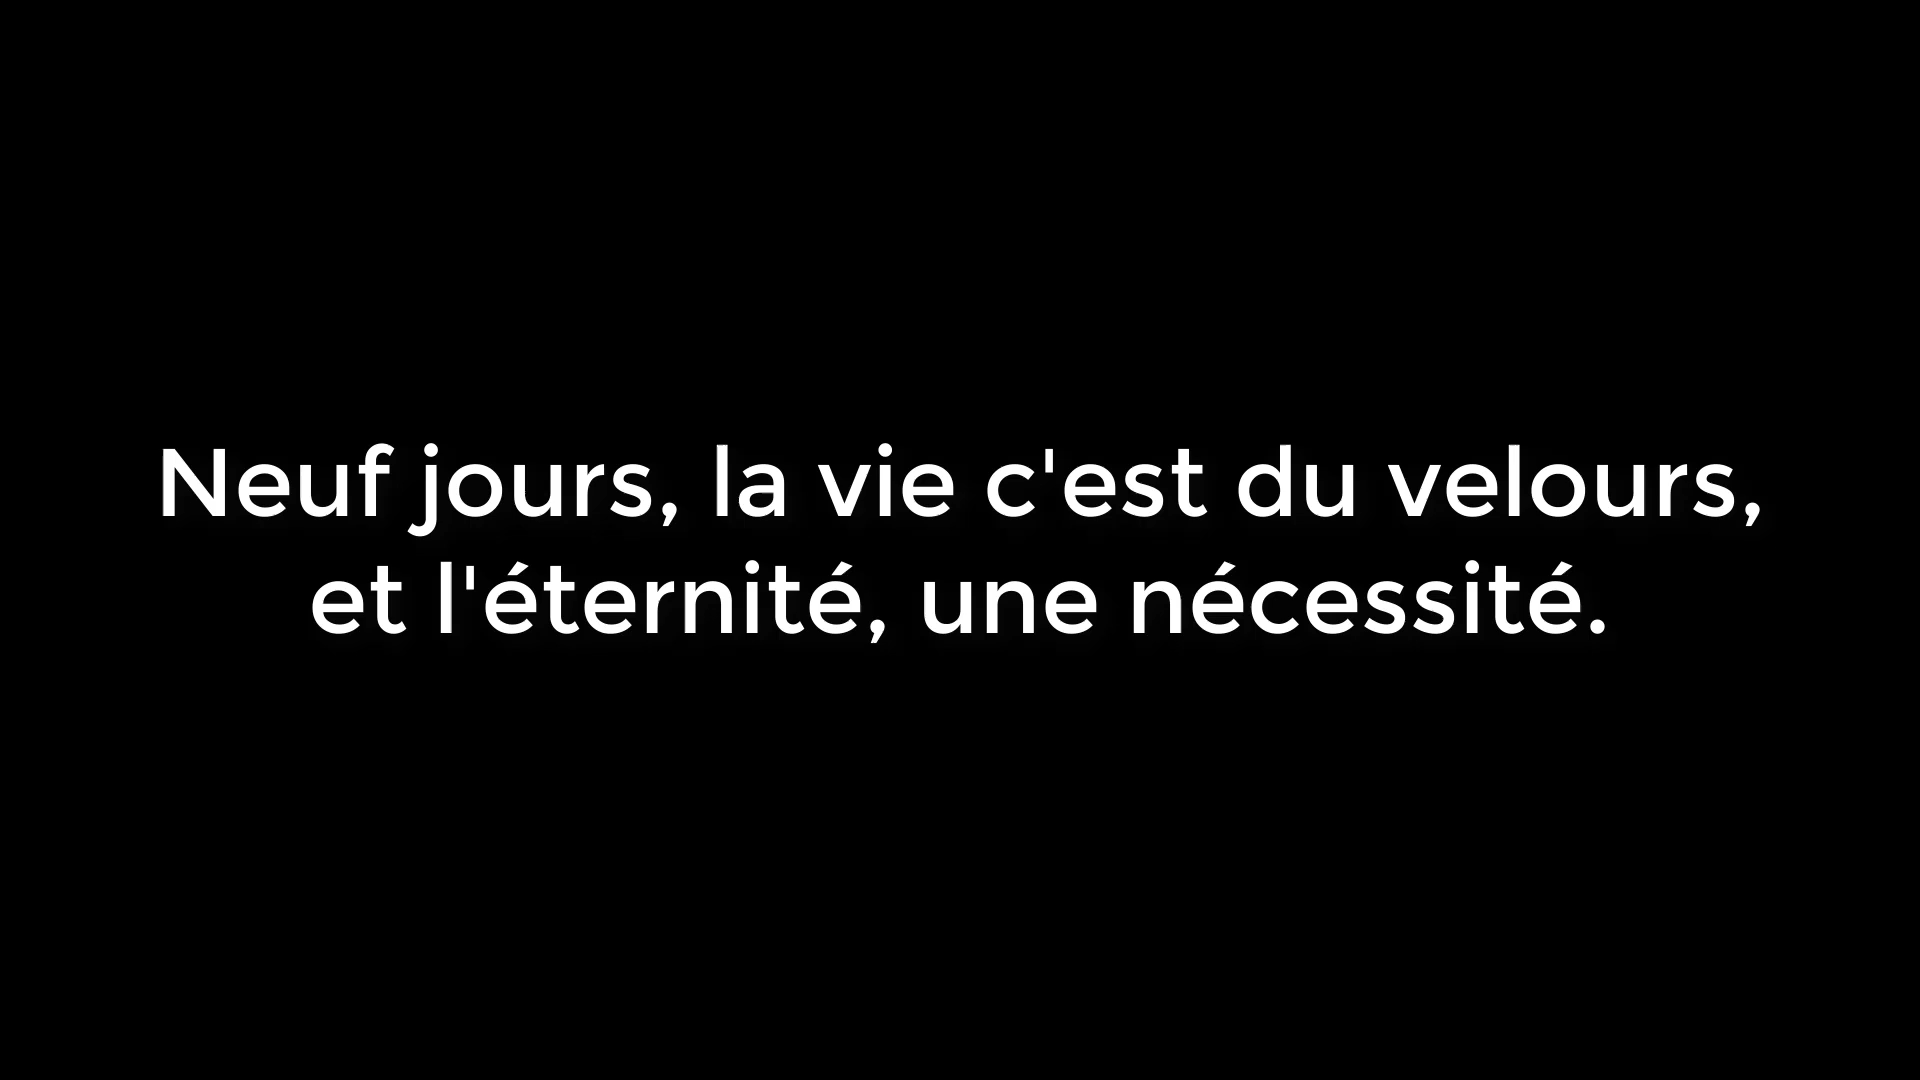 Neuf jours, la vie c'est du velours,
et l'éternité, une nécessité.